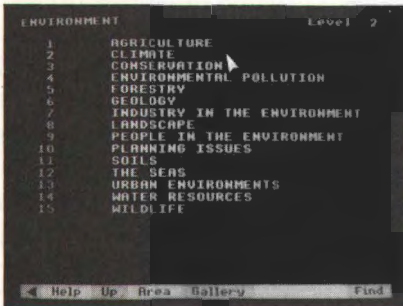 ENVIRONMENT Level 2
1 AGRICULTURE
2 CLIMATE
3 CONSERVATION
4 ENVIRONMENTAL POLLUTION
5 FORESTRY
6 GEOLOGY
7 INDUSTRY IN THE ENVIRONMENT
8 LANDSCAPE
9 PEOPLE IN THE ENVIRONMENT
10 PLANNING ISSUES
11 SOILS
12 THE SEAS
13 URBAN ENVIRONMENTS
14 WATER RESOURCES
15 WILDLIFE
Help Up Area Gallery Find